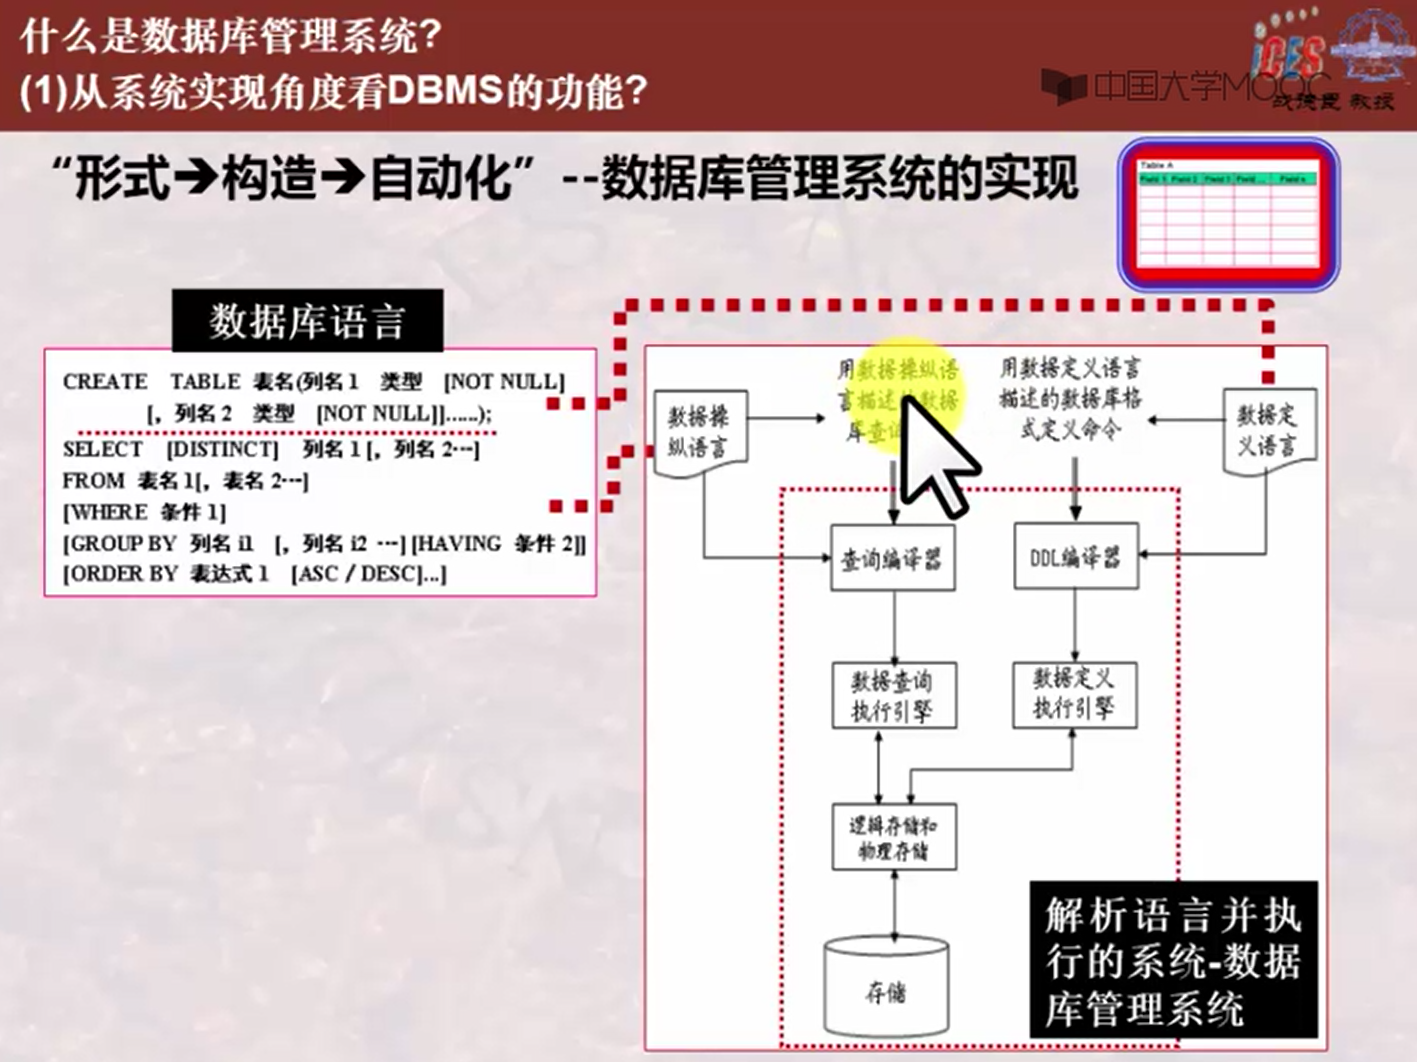 什么是数据库管理系统?
(1)从系统实现角度看DBMS的功能?
中国大学MOOC
战德臣 教授
“形式➔构造➔自动化” --数据库管理系统的实现
Table A
数据库语言
CREATE TABLE 表名(列名1 类型 [NOT NULL]
[, 列名2 类型 [NOT NULL]]……);
SELECT [DISTINCT] 列名1 [, 列名2…]
FROM 表名1[, 表名2…]
[WHERE 条件1]
[GROUP BY 列名i1 [, 列名i2 …] [HAVING 条件2]]
[ORDER BY 表达式1 [ASC / DESC]…]
数据操
纵语言
用数据操纵语
言描述的数据
库查询
用数据定义语言
描述的数据库格
式定义命令
数据定
义语言
查询编译器
DDL编译器
数据查询
执行引擎
数据定义
执行引擎
逻辑存储和
物理存储
存储
解析语言并执
行的系统-数据
库管理系统